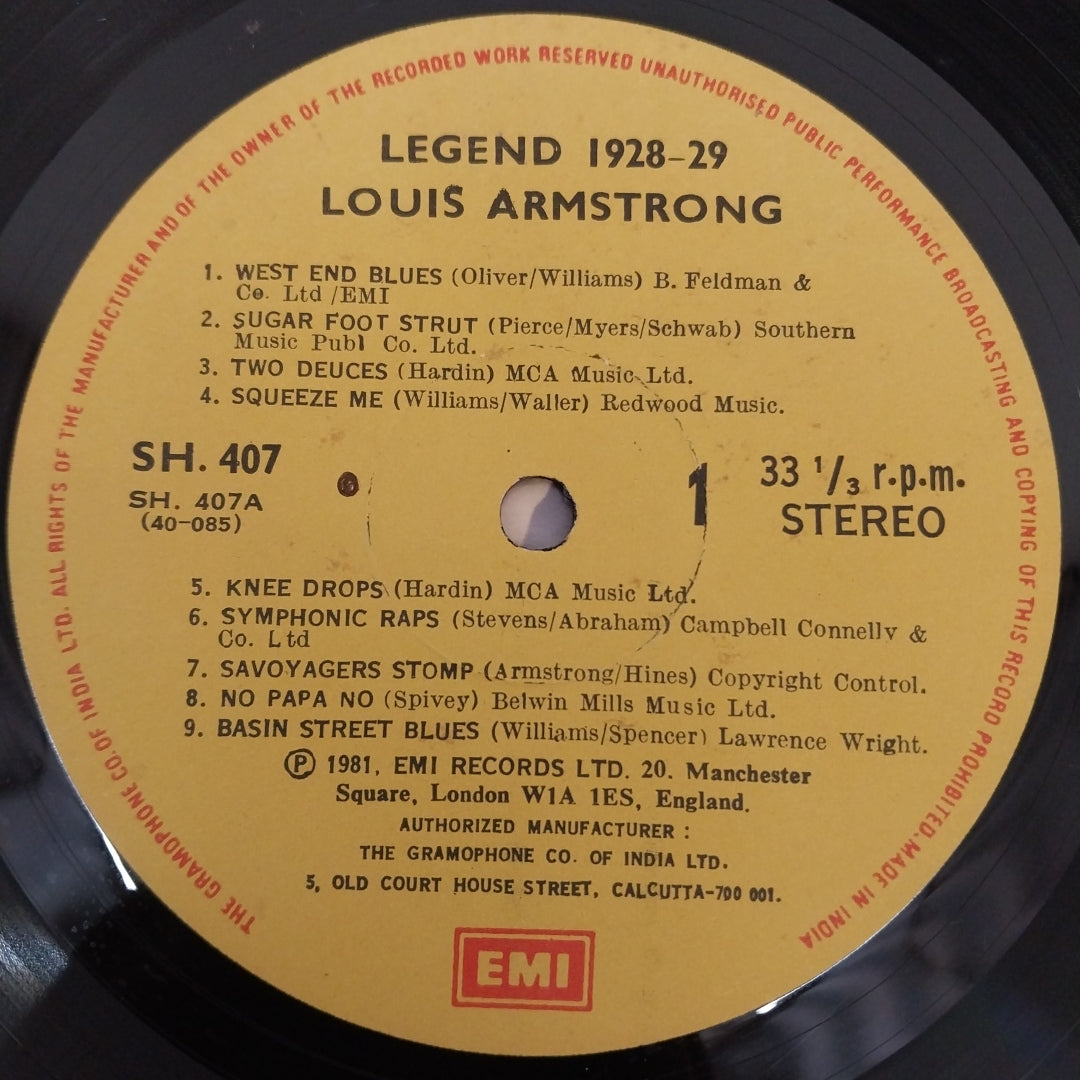 THE GRAMOPHONE CO. OF INDIA LTD. ALL RIGHTS OF THE MANUFACTURER AND OF THE OWNER OF THE RECORDED WORK RESERVED UNAUTHORISED PUBLIC PERFORMANCE BROADCASTING AND COPYING OF THIS RECORD PROHIBITED. MADE IN INDIA
LEGEND 1928-29
LOUIS ARMSTRONG
1. WEST END BLUES (Oliver/Williams) B. Feldman &
Co. Ltd /EMI
2. SUGAR FOOT STRUT (Pierce/Myers/Schwab) Southern
Music Publ Co. Ltd.
3. TWO DEUCES (Hardin) MCA Music Ltd.
4. SQUEEZE ME (Williams/Waller) Redwood Music.
SH. 407
SH. 407A
(40-085)
1
33 1/3 r.p.m.
STEREO
5. KNEE DROPS (Hardin) MCA Music Ltd.
6. SYMPHONIC RAPS (Stevens/Abraham) Campbell Connelly &
Co. Ltd
7. SAVOYAGERS STOMP (Armstrong/Hines) Copyright Control.
8. NO PAPA NO (Spivey) Belwin Mills Music Ltd.
9. BASIN STREET BLUES (Williams/Spencer) Lawrence Wright.
Ⓟ 1981, EMI RECORDS LTD. 20. Manchester
Square, London W1A 1ES, England.
AUTHORIZED MANUFACTURER :
THE GRAMOPHONE CO. OF INDIA LTD.
5, OLD COURT HOUSE STREET, CALCUTTA-700 001.
EMI